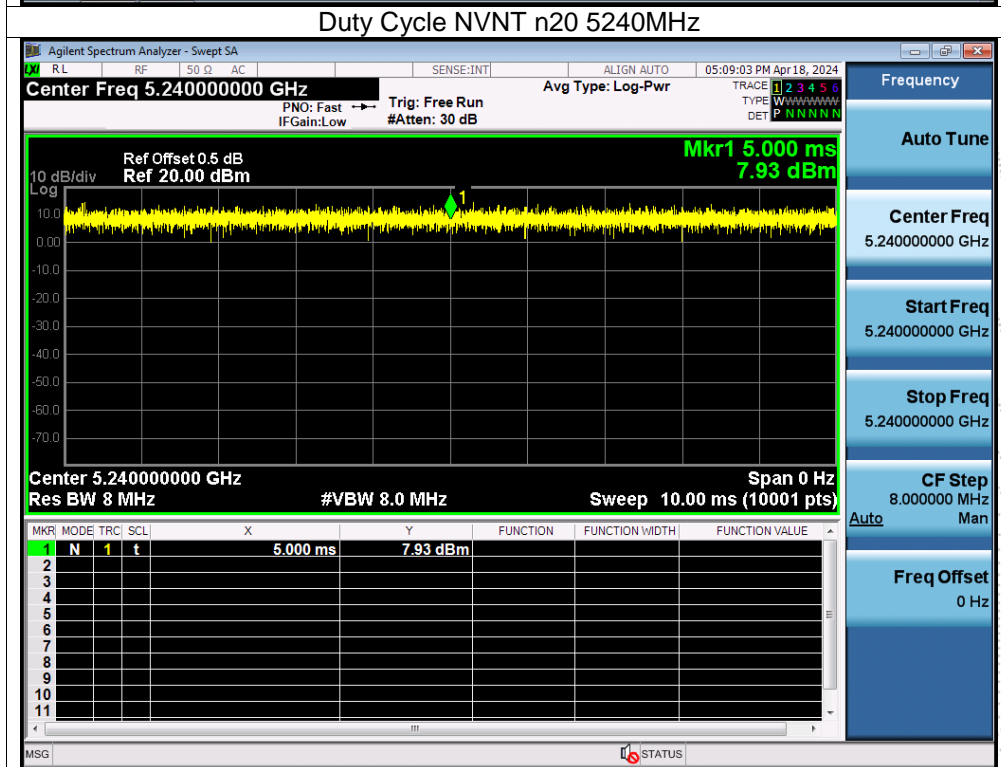 Duty Cycle NVNT n20 5240MHz
Agilent Spectrum Analyzer - Swept SA
LXI RL RF 50 Ω AC SENSE:INT ALIGN AUTO 05:09:03 PM Apr 18, 2024
Center Freq 5.240000000 GHz Avg Type: Log-Pwr TRACE 1 2 3 4 5 6
PNO: Fast Trig: Free Run TYPE WWWWWWW
IFGain:Low #Atten: 30 dB DET P N N N N N
Frequency
Auto Tune
Center Freq
5.240000000 GHz
Start Freq
5.240000000 GHz
Stop Freq
5.240000000 GHz
CF Step
8.000000 MHz
Auto Man
Freq Offset
0 Hz
Mkr1 5.000 ms
7.93 dBm
Ref Offset 0.5 dB
10 dB/div Ref 20.00 dBm
Log
1
10.0
0.00
-10.0
-20.0
-30.0
-40.0
-50.0
-60.0
-70.0
Center 5.240000000 GHz Span 0 Hz
Res BW 8 MHz #VBW 8.0 MHz Sweep 10.00 ms (10001 pts)
MKR MODE TRC SCL X Y FUNCTION FUNCTION WIDTH FUNCTION VALUE
1 N 1 t 5.000 ms 7.93 dBm
2
3
4
5
6
7
8
9
10
11
MSG STATUS